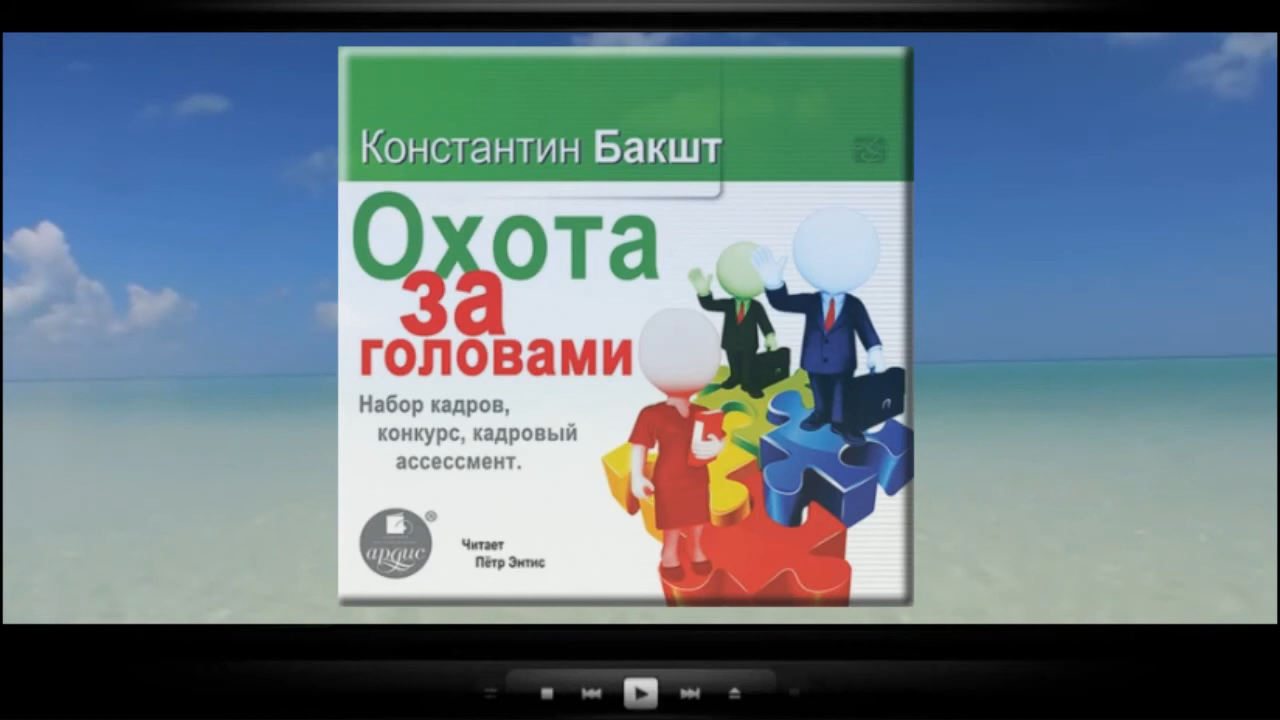 Константин Бакшт
Охота
за
головами
Набор кадров,
конкурс, кадровый
ассессмент.
ардис
®
Читает
Пётр Энтис